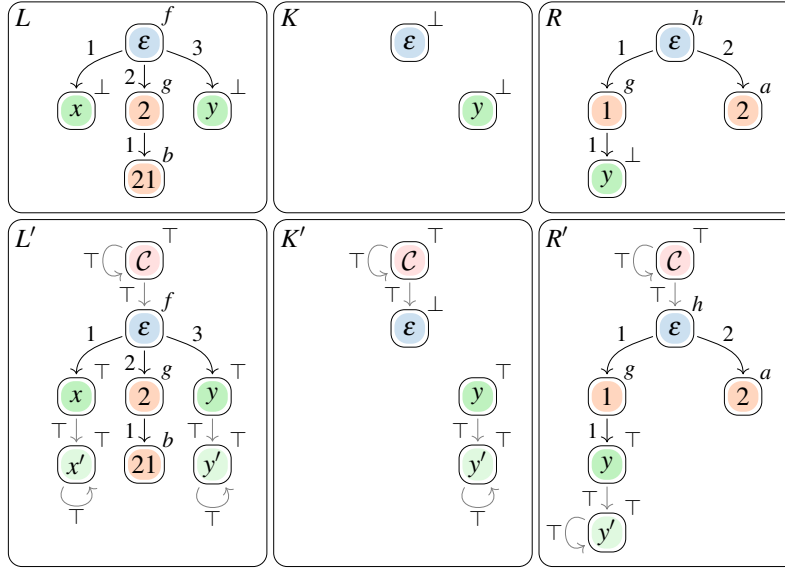 L K R
f ⊥ h
ε ε ε
1 2 3 1 2
⊥ g ⊥ ⊥ g a
x 2 y y 1 2
1 b 1 ⊥
21 y
L′ K′ R′
⊤ ⊤ ⊤
⊤ C ⊤ C ⊤ C
⊤ f ⊤ ⊥ ⊤ h
ε ε ε
1 2 3 1 2
⊤ g ⊤ ⊤ g a
x 2 y y 1 2
⊤ ⊤ 1 b ⊤ ⊤ ⊤ ⊤ 1 ⊤
x′ 21 y′ y′ y
⊤ ⊤ ⊤ ⊤ ⊤
⊤ y′